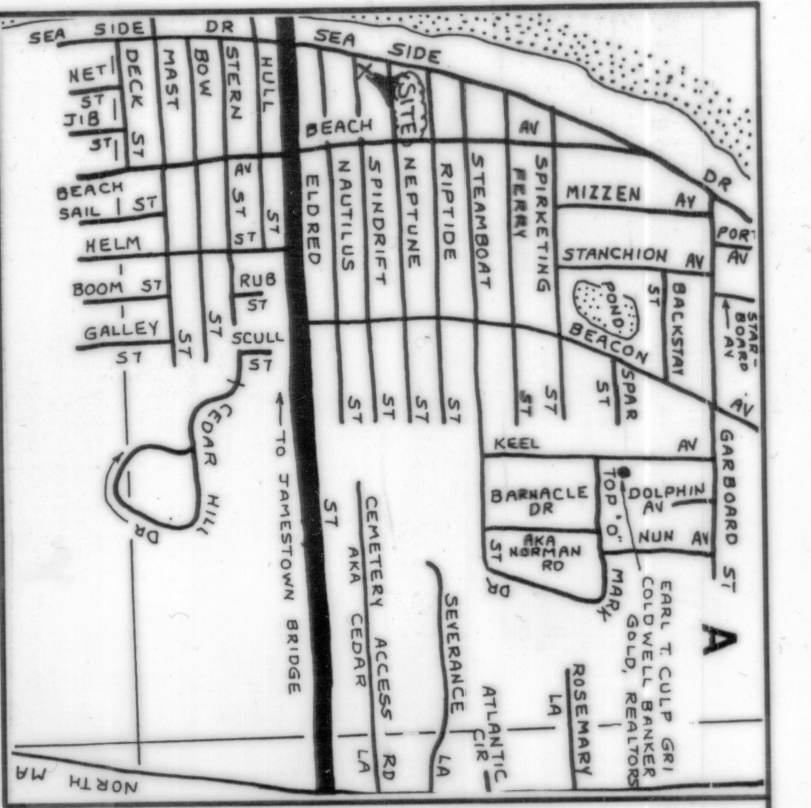 SEA SIDE DR
SEA SIDE
DR
NET
ST
JIB
ST
DECK ST
MAST
ST
BOW
ST
STERN
ST
HULL
ST
X
SITE
BEACH
AV
BEACH
AV
SAIL ST
HELM ST
BOOM ST
RUB
ST
GALLEY
ST
SCULL
ST
ELDRED
ST
NAUTILUS
ST
SPINDRIFT
ST
NEPTUNE
ST
RIPTIDE
ST
STEAMBOAT
ST
FERRY
ST
SPIRKETING
ST
MIZZEN AV
STANCHION AV
PORT
AV
STAR-
BOARD
AV
POND
BACKSTAY
ST
BEACON
AV
SPAR
ST
CEDAR HILL
DR
TO JAMESTOWN BRIDGE
KEEL AV
BARNACLE
DR
AKA
NORMAN
RD
TOP "O"
MARK
DR
DOLPHIN
AV
NUN AV
GARBOARD ST
CEMETERY ACCESS RD
AKA CEDAR LA
SEVERANCE LA
ATLANTIC
CIR
ROSEMARY
LA
EARL T. CULP GRI
COLDWELL BANKER
GOLD, REALTORS
A
NORTH
MA